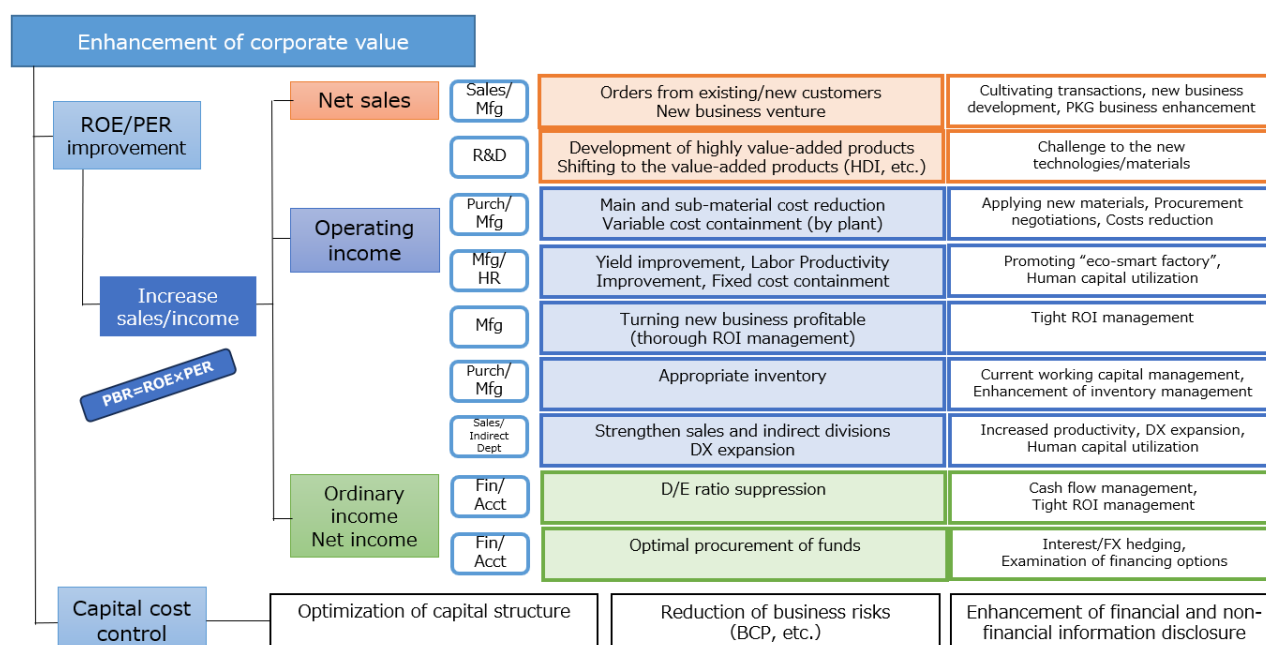 Enhancement of corporate value
ROE/PER
improvement
Increase
sales/income
PBR=ROE×PER
Net sales
Sales/
Mfg
Orders from existing/new customers
New business venture
Cultivating transactions, new business
development, PKG business enhancement
R&D
Development of highly value-added products
Shifting to the value-added products (HDI, etc.)
Challenge to the new
technologies/materials
Operating
income
Purch/
Mfg
Main and sub-material cost reduction
Variable cost containment (by plant)
Applying new materials, Procurement
negotiations, Costs reduction
Mfg/
HR
Yield improvement, Labor Productivity
Improvement, Fixed cost containment
Promoting “eco-smart factory”,
Human capital utilization
Mfg
Turning new business profitable
(thorough ROI management)
Tight ROI management
Purch/
Mfg
Appropriate inventory
Current working capital management,
Enhancement of inventory management
Sales/
Indirect
Dept
Strengthen sales and indirect divisions
DX expansion
Increased productivity, DX expansion,
Human capital utilization
Ordinary
income
Net income
Fin/
Acct
D/E ratio suppression
Cash flow management,
Tight ROI management
Fin/
Acct
Optimal procurement of funds
Interest/FX hedging,
Examination of financing options
Capital cost
control
Optimization of capital structure
Reduction of business risks
(BCP, etc.)
Enhancement of financial and non-
financial information disclosure